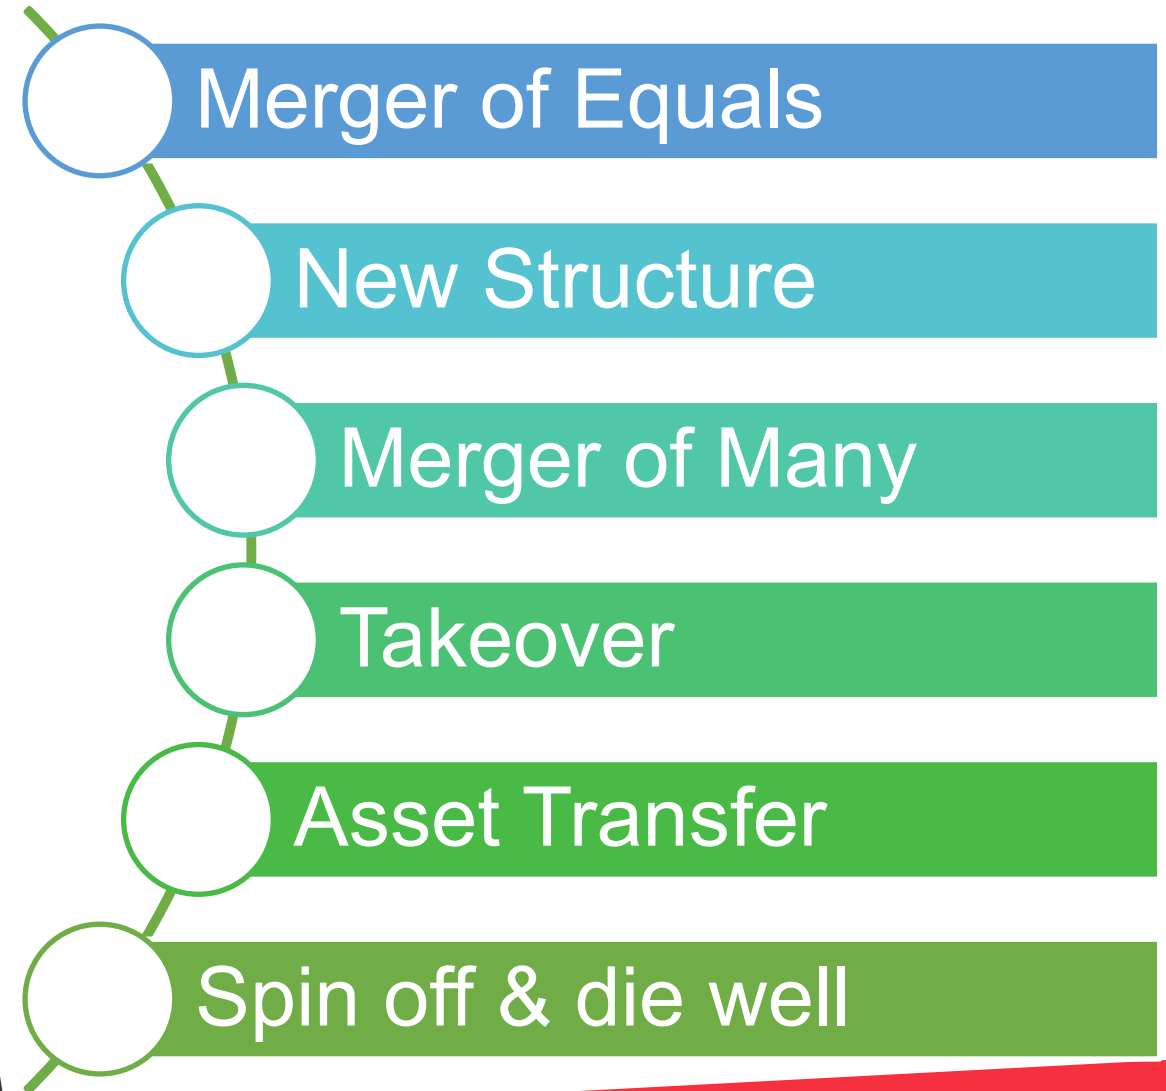 Merger of Equals
New Structure
Merger of Many
Takeover
Asset Transfer
Spin off & die well